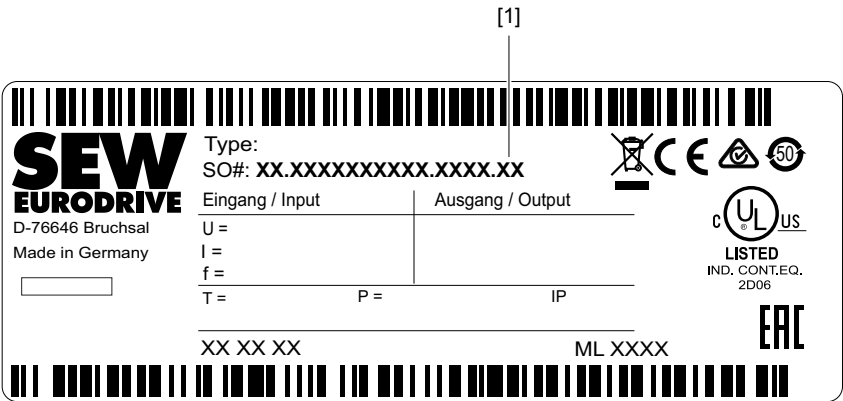 [1]
SEW
EURODRIVE
D-76646 Bruchsal
Made in Germany
Type:
SO#: XX.XXXXXXXXXX.XXXX.XX
Eingang / Input
Ausgang / Output
U =
I =
f =
T = P = IP
XX XX XX ML XXXX
CE 50
C UL US
®
LISTED
IND. CONT.EQ.
2D06
EAC